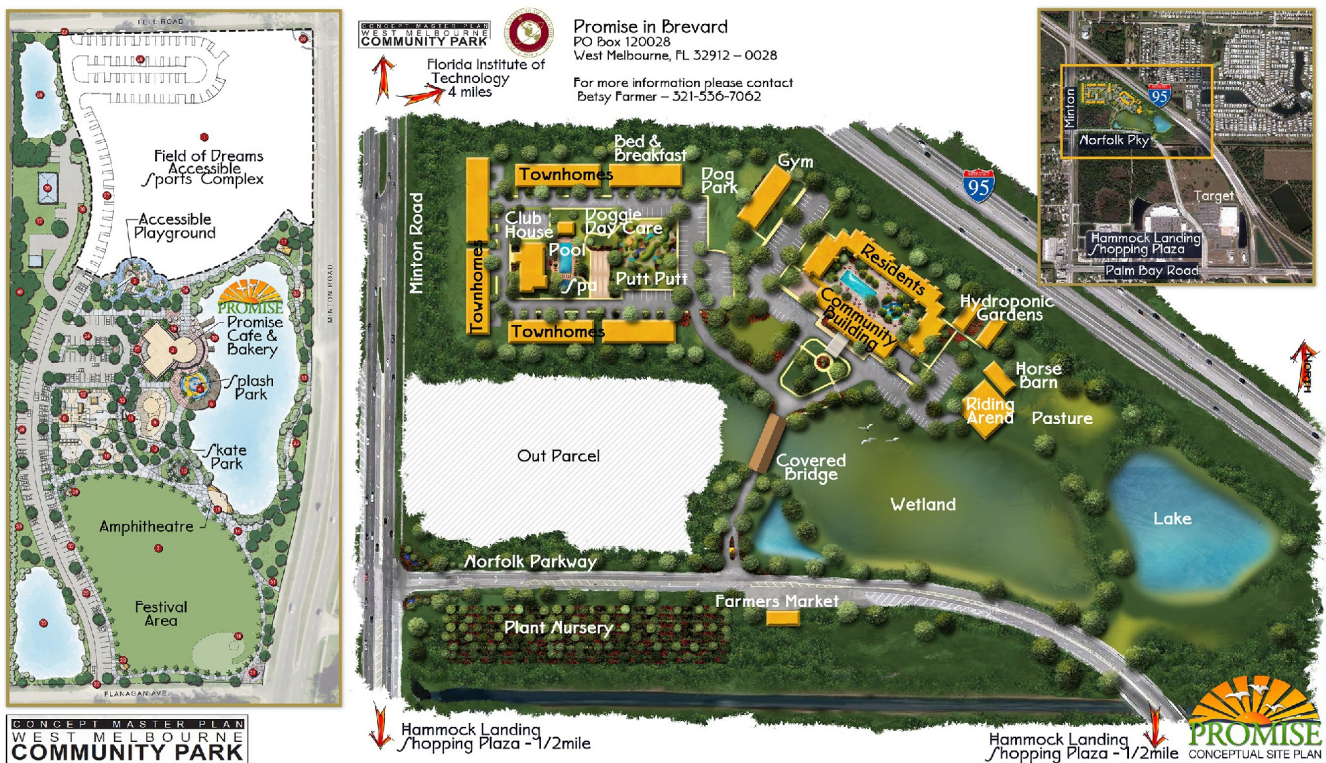 FELL ROAD
Field of Dreams
Accessible
Sports Complex
Accessible
Playground
PROMISE
Promise
Cafe &
Bakery
Splash
Park
Skate
Park
Amphitheatre
Festival
Area
MINTON ROAD
FLANAGAN AVE.
CONCEPT MASTER PLAN
WEST MELBOURNE
COMMUNITY PARK
CONCEPT MASTER PLAN
WEST MELBOURNE
COMMUNITY PARK
Florida Institute of
Technology
4 miles
Promise in Brevard
PO Box 120028
West Melbourne, FL 32912 – 0028
For more information please contact
Betsy Farmer – 321-536-7062
Minton
95
Norfolk Pky
Target
Hammock Landing
Shopping Plaza
Palm Bay Road
Minton Road
Bed &
Breakfast
Townhomes
Dog
Park
Gym
95
Club
House
Doggie
Day Care
Pool
Spa
Putt Putt
Townhomes
Townhomes
Residents
Community
Building
Hydroponic
Gardens
Horse
Barn
Riding
Arend
Pasture
NORTH
Out Parcel
Covered
Bridge
Wetland
Lake
Norfolk Parkway
Farmers Market
Plant Nursery
Hammock Landing
Shopping Plaza - 1/2mile
Hammock Landing
Shopping Plaza - 1/2mile
PROMISE
CONCEPTUAL SITE PLAN